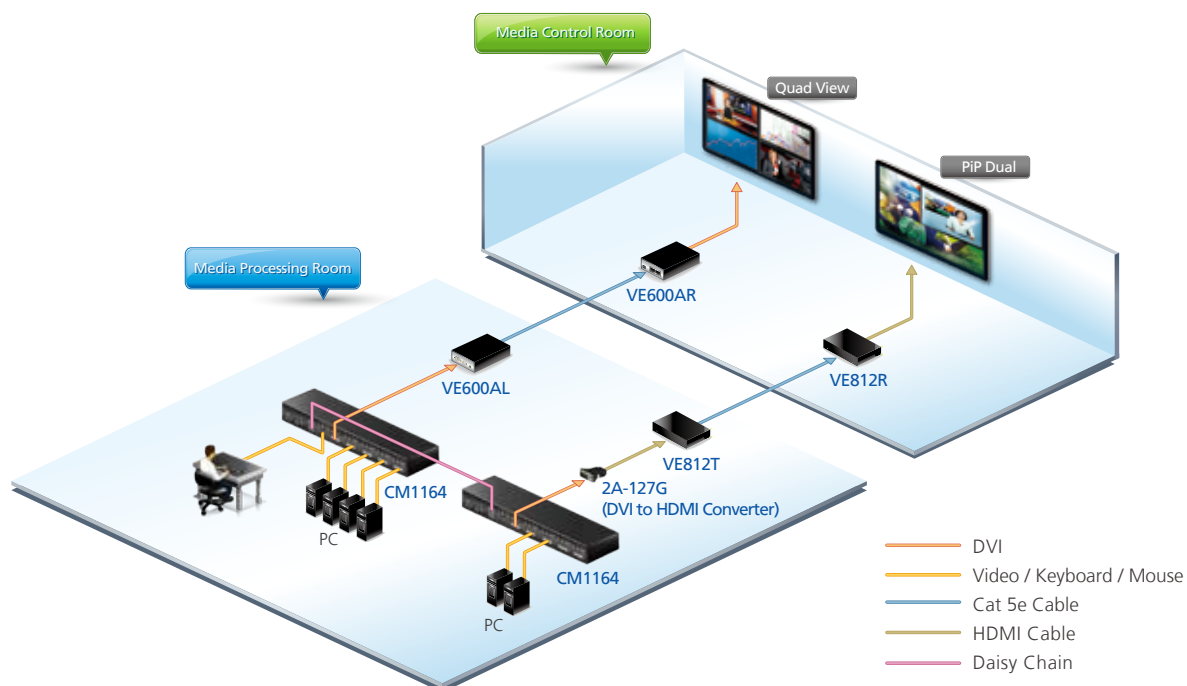 Media Control Room
Quad View
PiP Dual
Media Processing Room
VE600AR
VE600AL
VE812R
VE812T
CM1164
2A-127G
(DVI to HDMI Converter)
PC
CM1164
PC
DVI
Video / Keyboard / Mouse
Cat 5e Cable
HDMI Cable
Daisy Chain